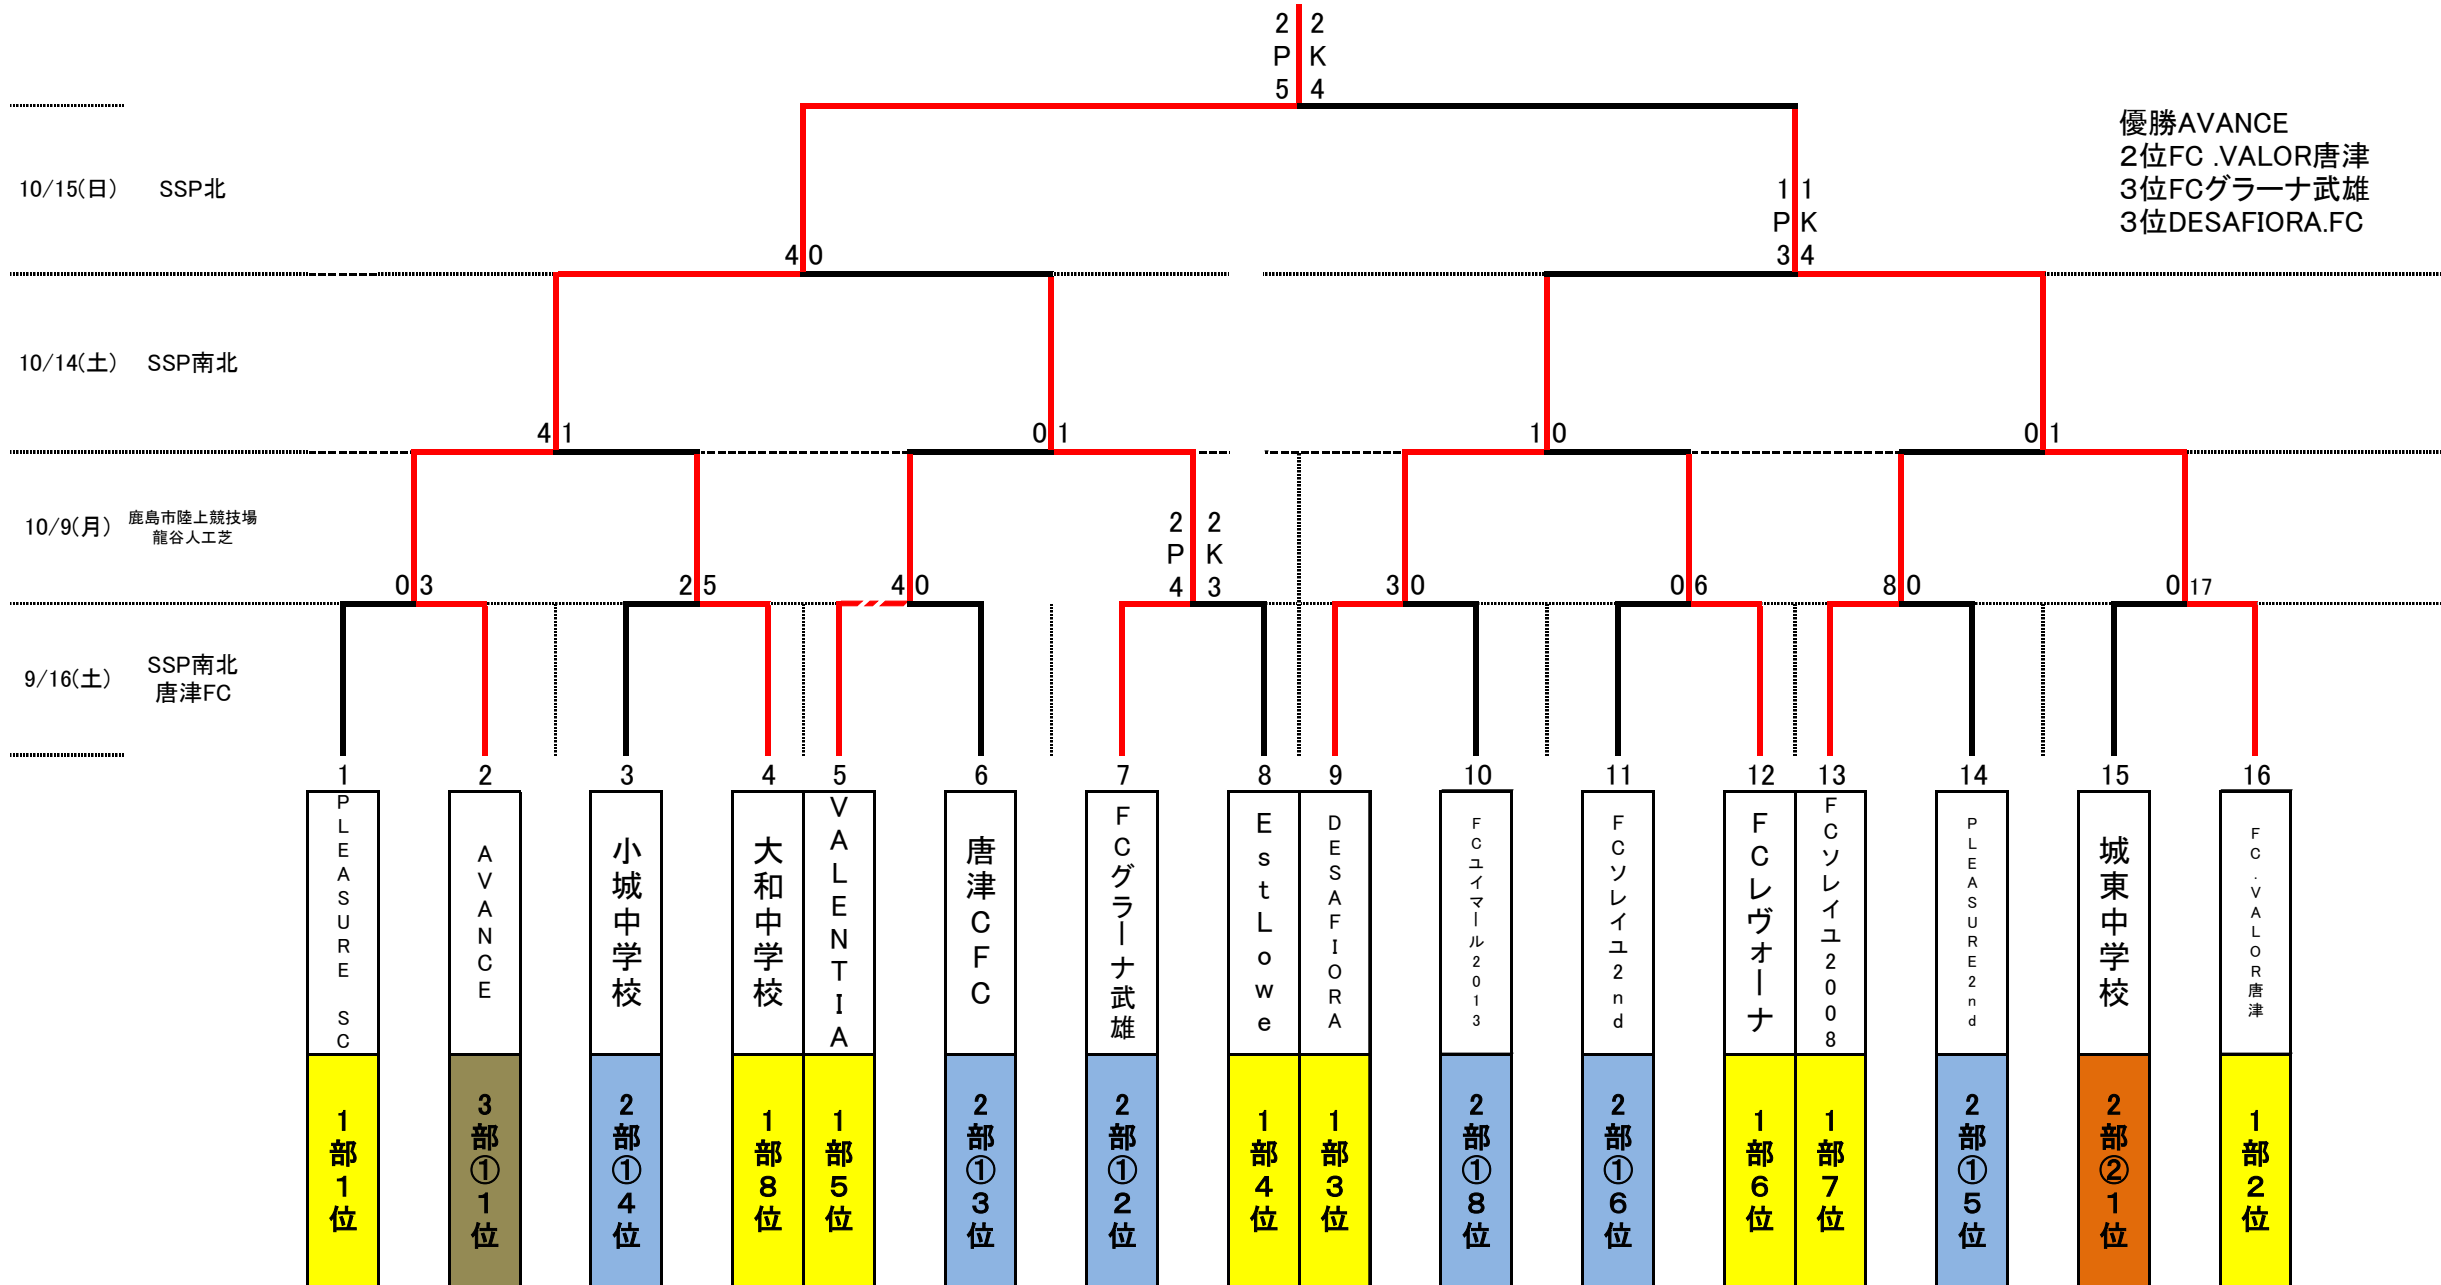 2 2
P K
5 4
優勝AVANCE
2位FC .VALOR唐津
3位FCグラーナ武雄
3位DESAFIORA.FC
10/15(日) SSP北
1 1
P K
3 4
4 0
10/14(土) SSP南北
4 1
0 1
1 0
0 1
10/9(月) 鹿島市陸上競技場
龍谷人工芝
2 2
P K
4 3
0 3
2 5
4 0
3 0
0 6
8 0
0 17
9/16(土) SSP南北
唐津FC
1 2 3 4 5 6 7 8 9 10 11 12 13 14 15 16
PLEASURE SC
AVANCE
小城中学校
大和中学校
VALENTIA
唐津CFC
FCグラーナ武雄
EstLowe
DESAFIORA
FCユイマール2013
FCソレイユ2nd
FCレヴォーナ
FCソレイユ2008
PLEASURE2nd
城東中学校
FC.VALOR唐津
1部1位
3部①1位
2部①4位
1部8位
1部5位
2部①3位
2部①2位
1部4位
1部3位
2部①8位
2部①6位
1部6位
1部7位
2部①5位
2部②1位
1部2位